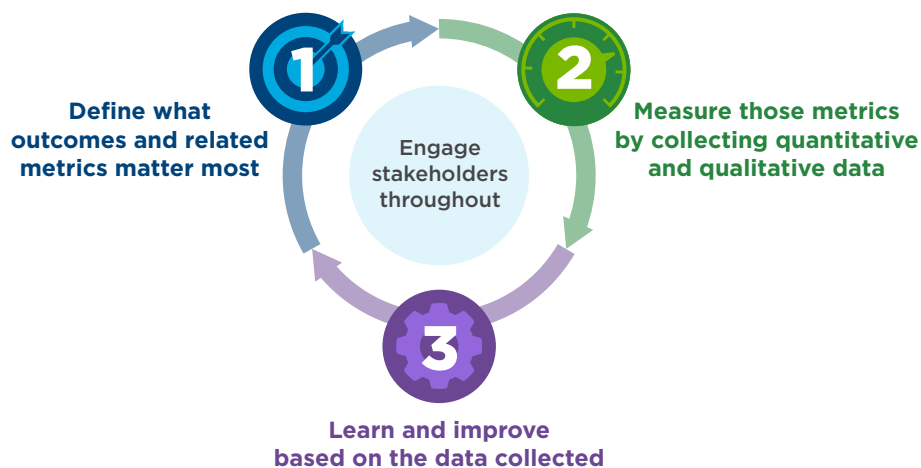 1
Define what
outcomes and related
metrics matter most
2
Measure those metrics
by collecting quantitative
and qualitative data
Engage
stakeholders
throughout
3
Learn and improve
based on the data collected